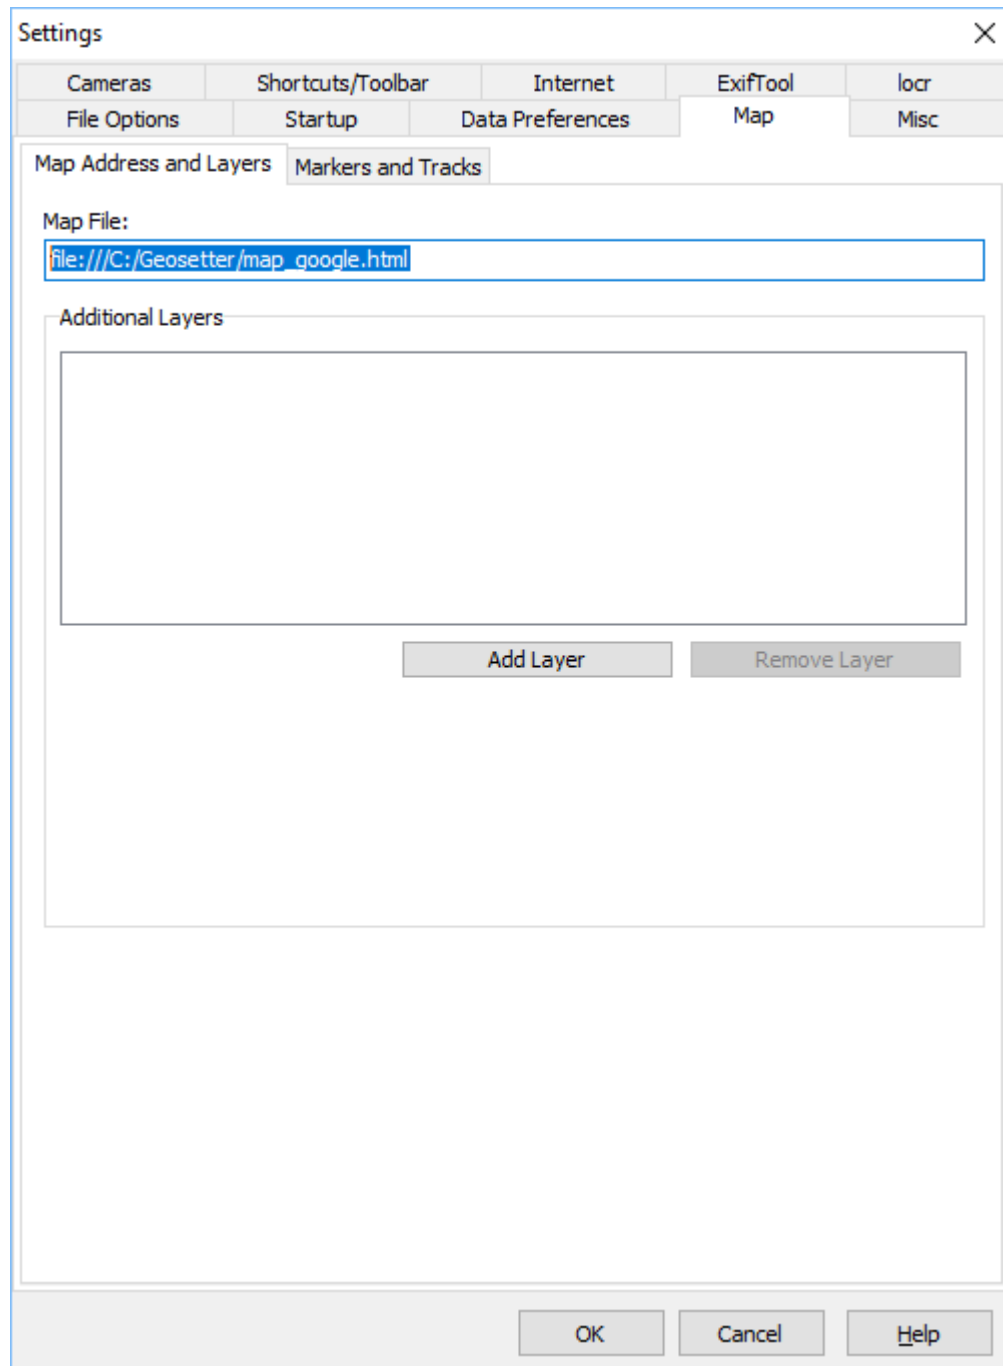 Settings
Cameras Shortcuts/Toolbar Internet ExifTool locr
File Options Startup Data Preferences Map Misc
Map Address and Layers Markers and Tracks
Map File:
file:///C:/Geosetter/map_google.html
Additional Layers
Add Layer Remove Layer
OK Cancel Help